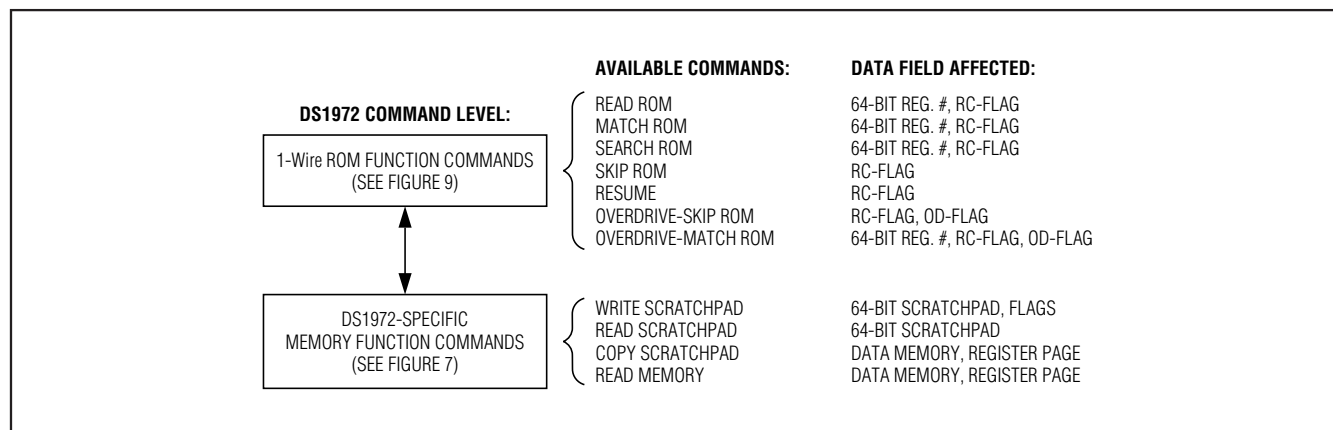 AVAILABLE COMMANDS: DATA FIELD AFFECTED:
DS1972 COMMAND LEVEL:
1-Wire ROM FUNCTION COMMANDS
(SEE FIGURE 9)
READ ROM 64-BIT REG. #, RC-FLAG
MATCH ROM 64-BIT REG. #, RC-FLAG
SEARCH ROM 64-BIT REG. #, RC-FLAG
SKIP ROM RC-FLAG
RESUME RC-FLAG
OVERDRIVE-SKIP ROM RC-FLAG, OD-FLAG
OVERDRIVE-MATCH ROM 64-BIT REG. #, RC-FLAG, OD-FLAG
DS1972-SPECIFIC
MEMORY FUNCTION COMMANDS
(SEE FIGURE 7)
WRITE SCRATCHPAD 64-BIT SCRATCHPAD, FLAGS
READ SCRATCHPAD 64-BIT SCRATCHPAD
COPY SCRATCHPAD DATA MEMORY, REGISTER PAGE
READ MEMORY DATA MEMORY, REGISTER PAGE